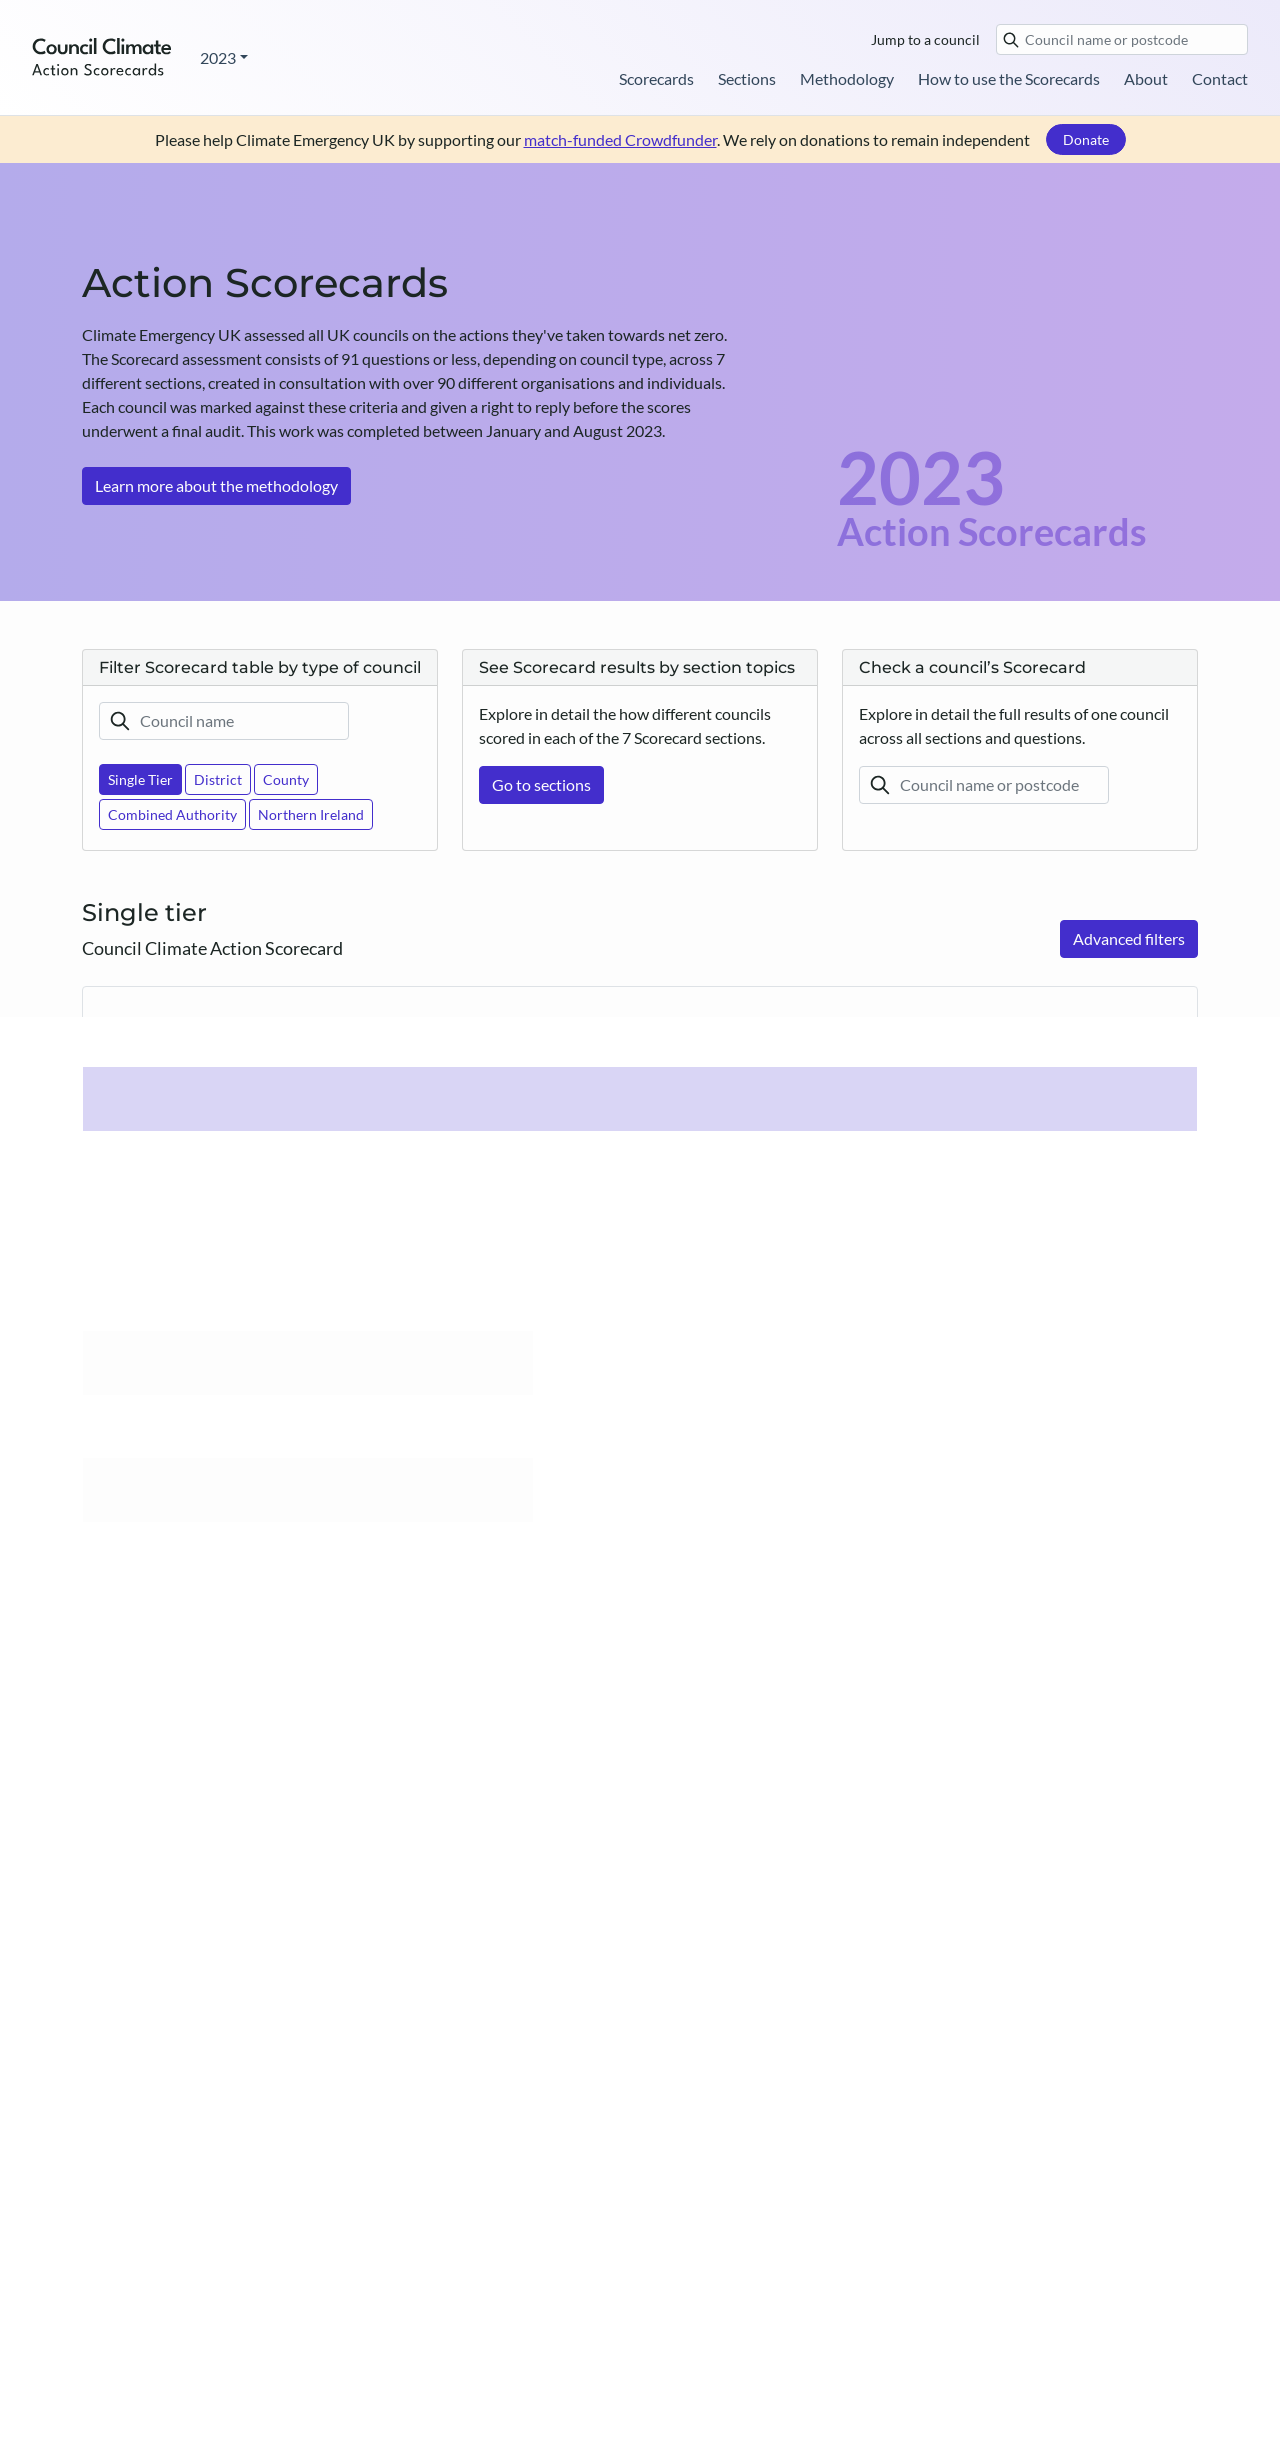 Council Climate
Action Scorecards
2023
Jump to a council
Council name or postcode
Scorecards
Sections
Methodology
How to use the Scorecards
About
Contact
Please help Climate Emergency UK by supporting our match-funded Crowdfunder. We rely on donations to remain independent
Donate
Action Scorecards
Climate Emergency UK assessed all UK councils on the actions they've taken towards net zero.
The Scorecard assessment consists of 91 questions or less, depending on council type, across 7
different sections, created in consultation with over 90 different organisations and individuals.
Each council was marked against these criteria and given a right to reply before the scores
underwent a final audit. This work was completed between January and August 2023.
Learn more about the methodology
2023
Action Scorecards
Filter Scorecard table by type of council
Council name
Single Tier
District
County
Combined Authority
Northern Ireland
See Scorecard results by section topics
Explore in detail the how different councils
scored in each of the 7 Scorecard sections.
Go to sections
Check a council’s Scorecard
Explore in detail the full results of one council
across all sections and questions.
Council name or postcode
Single tier
Council Climate Action Scorecard
Advanced filters